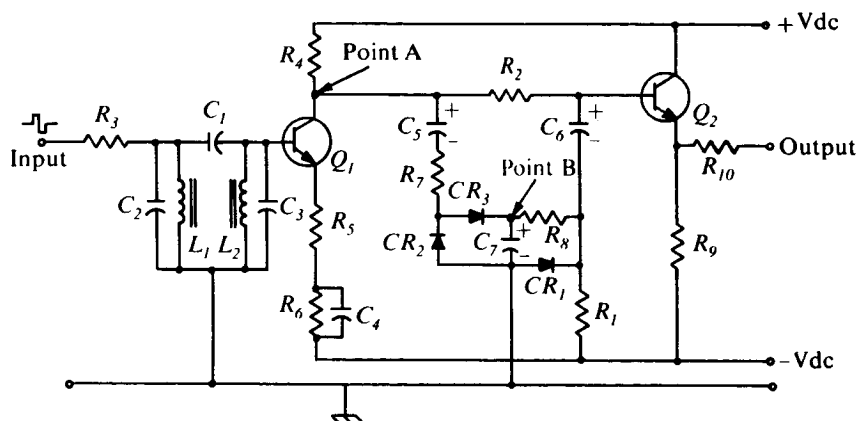 + Vdc
R4
Point A
R2
R3
C1
Q1
C5
+
-
C6
+
-
Q2
Input
Output
R10
Point B
R7
CR3
C2
L1
L2
C3
R5
CR2
C7
+
-
R8
R9
CR1
R6
C4
R1
-Vdc